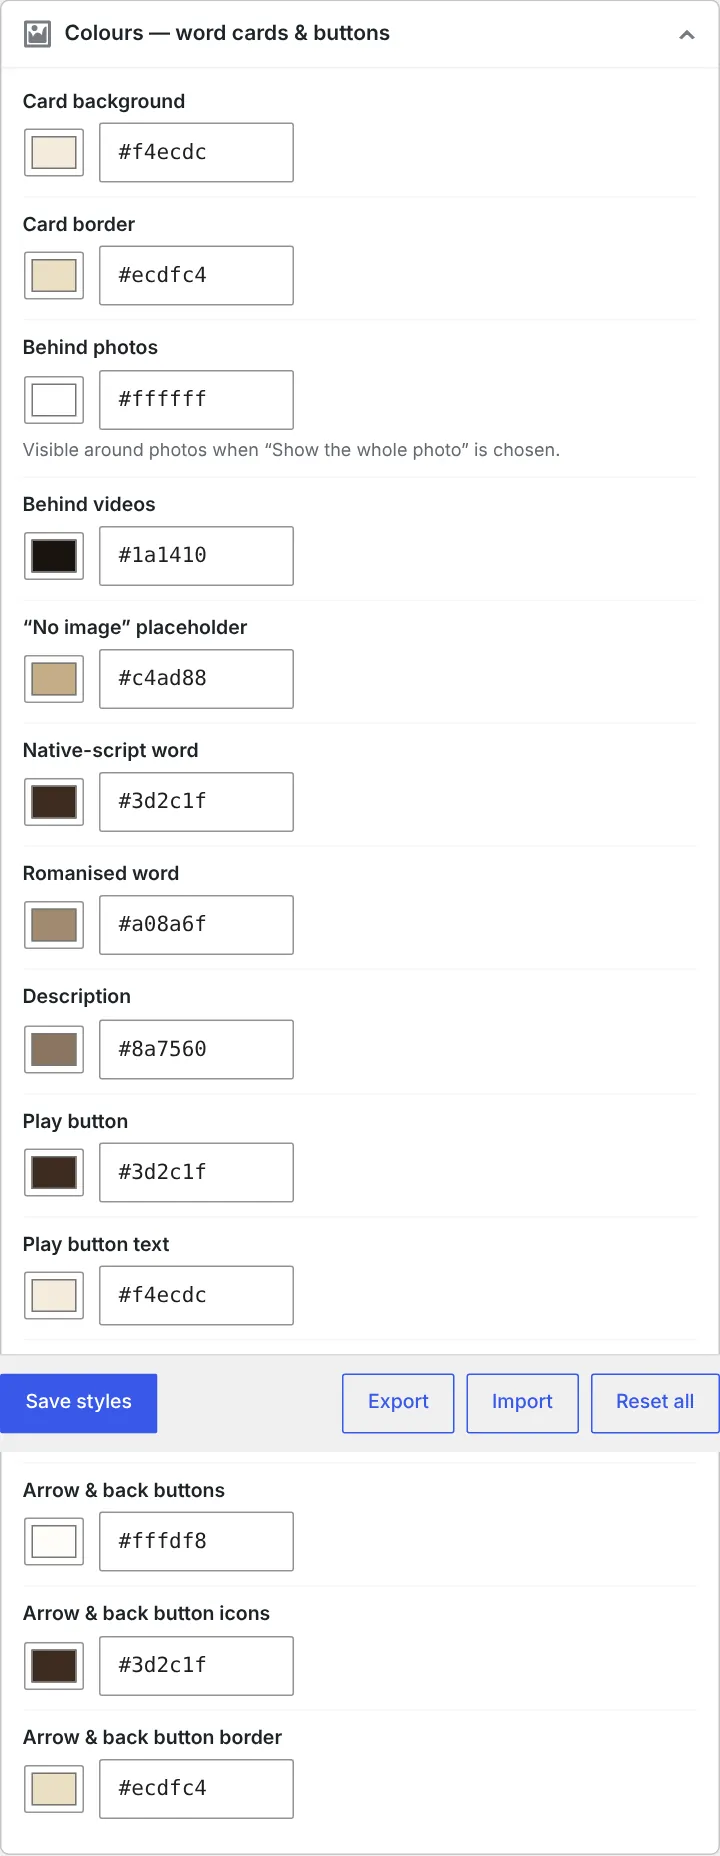 Colours — word cards & buttons
Card background
#f4ecdc
Card border
#ecdfc4
Behind photos
#ffffff
Visible around photos when “Show the whole photo” is chosen.
Behind videos
#1a1410
“No image” placeholder
#c4ad88
Native-script word
#3d2c1f
Romanised word
#a08a6f
Description
#8a7560
Play button
#3d2c1f
Play button text
#f4ecdc
Save styles Export Import Reset all
Arrow & back buttons
#fffdf8
Arrow & back button icons
#3d2c1f
Arrow & back button border
#ecdfc4